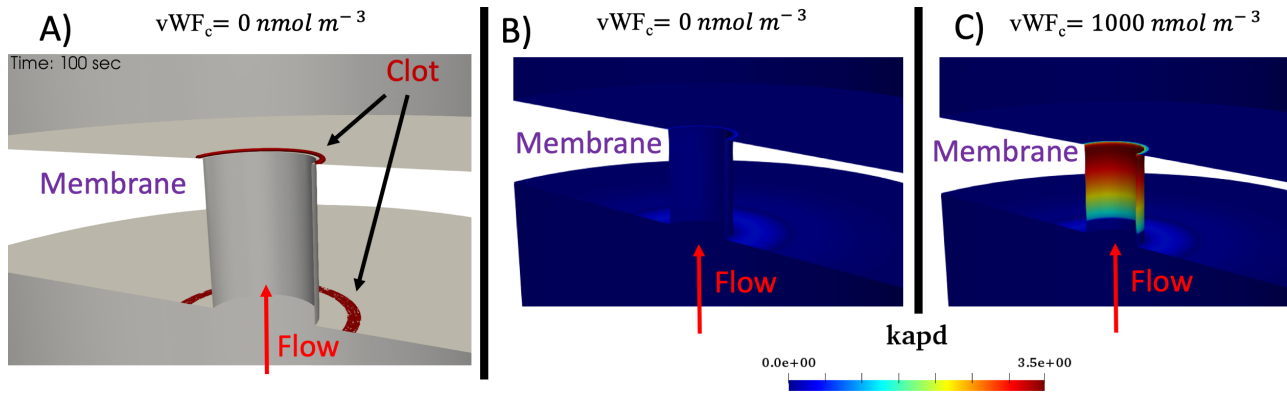 A)
vWF_c= 0 nmol m⁻³
Time: 100 sec
Clot
Membrane
Flow
B)
vWF_c= 0 nmol m⁻³
Membrane
Flow
C)
vWF_c= 1000 nmol m⁻³
Membrane
Flow
kapd
0.0e+00
3.5e+00